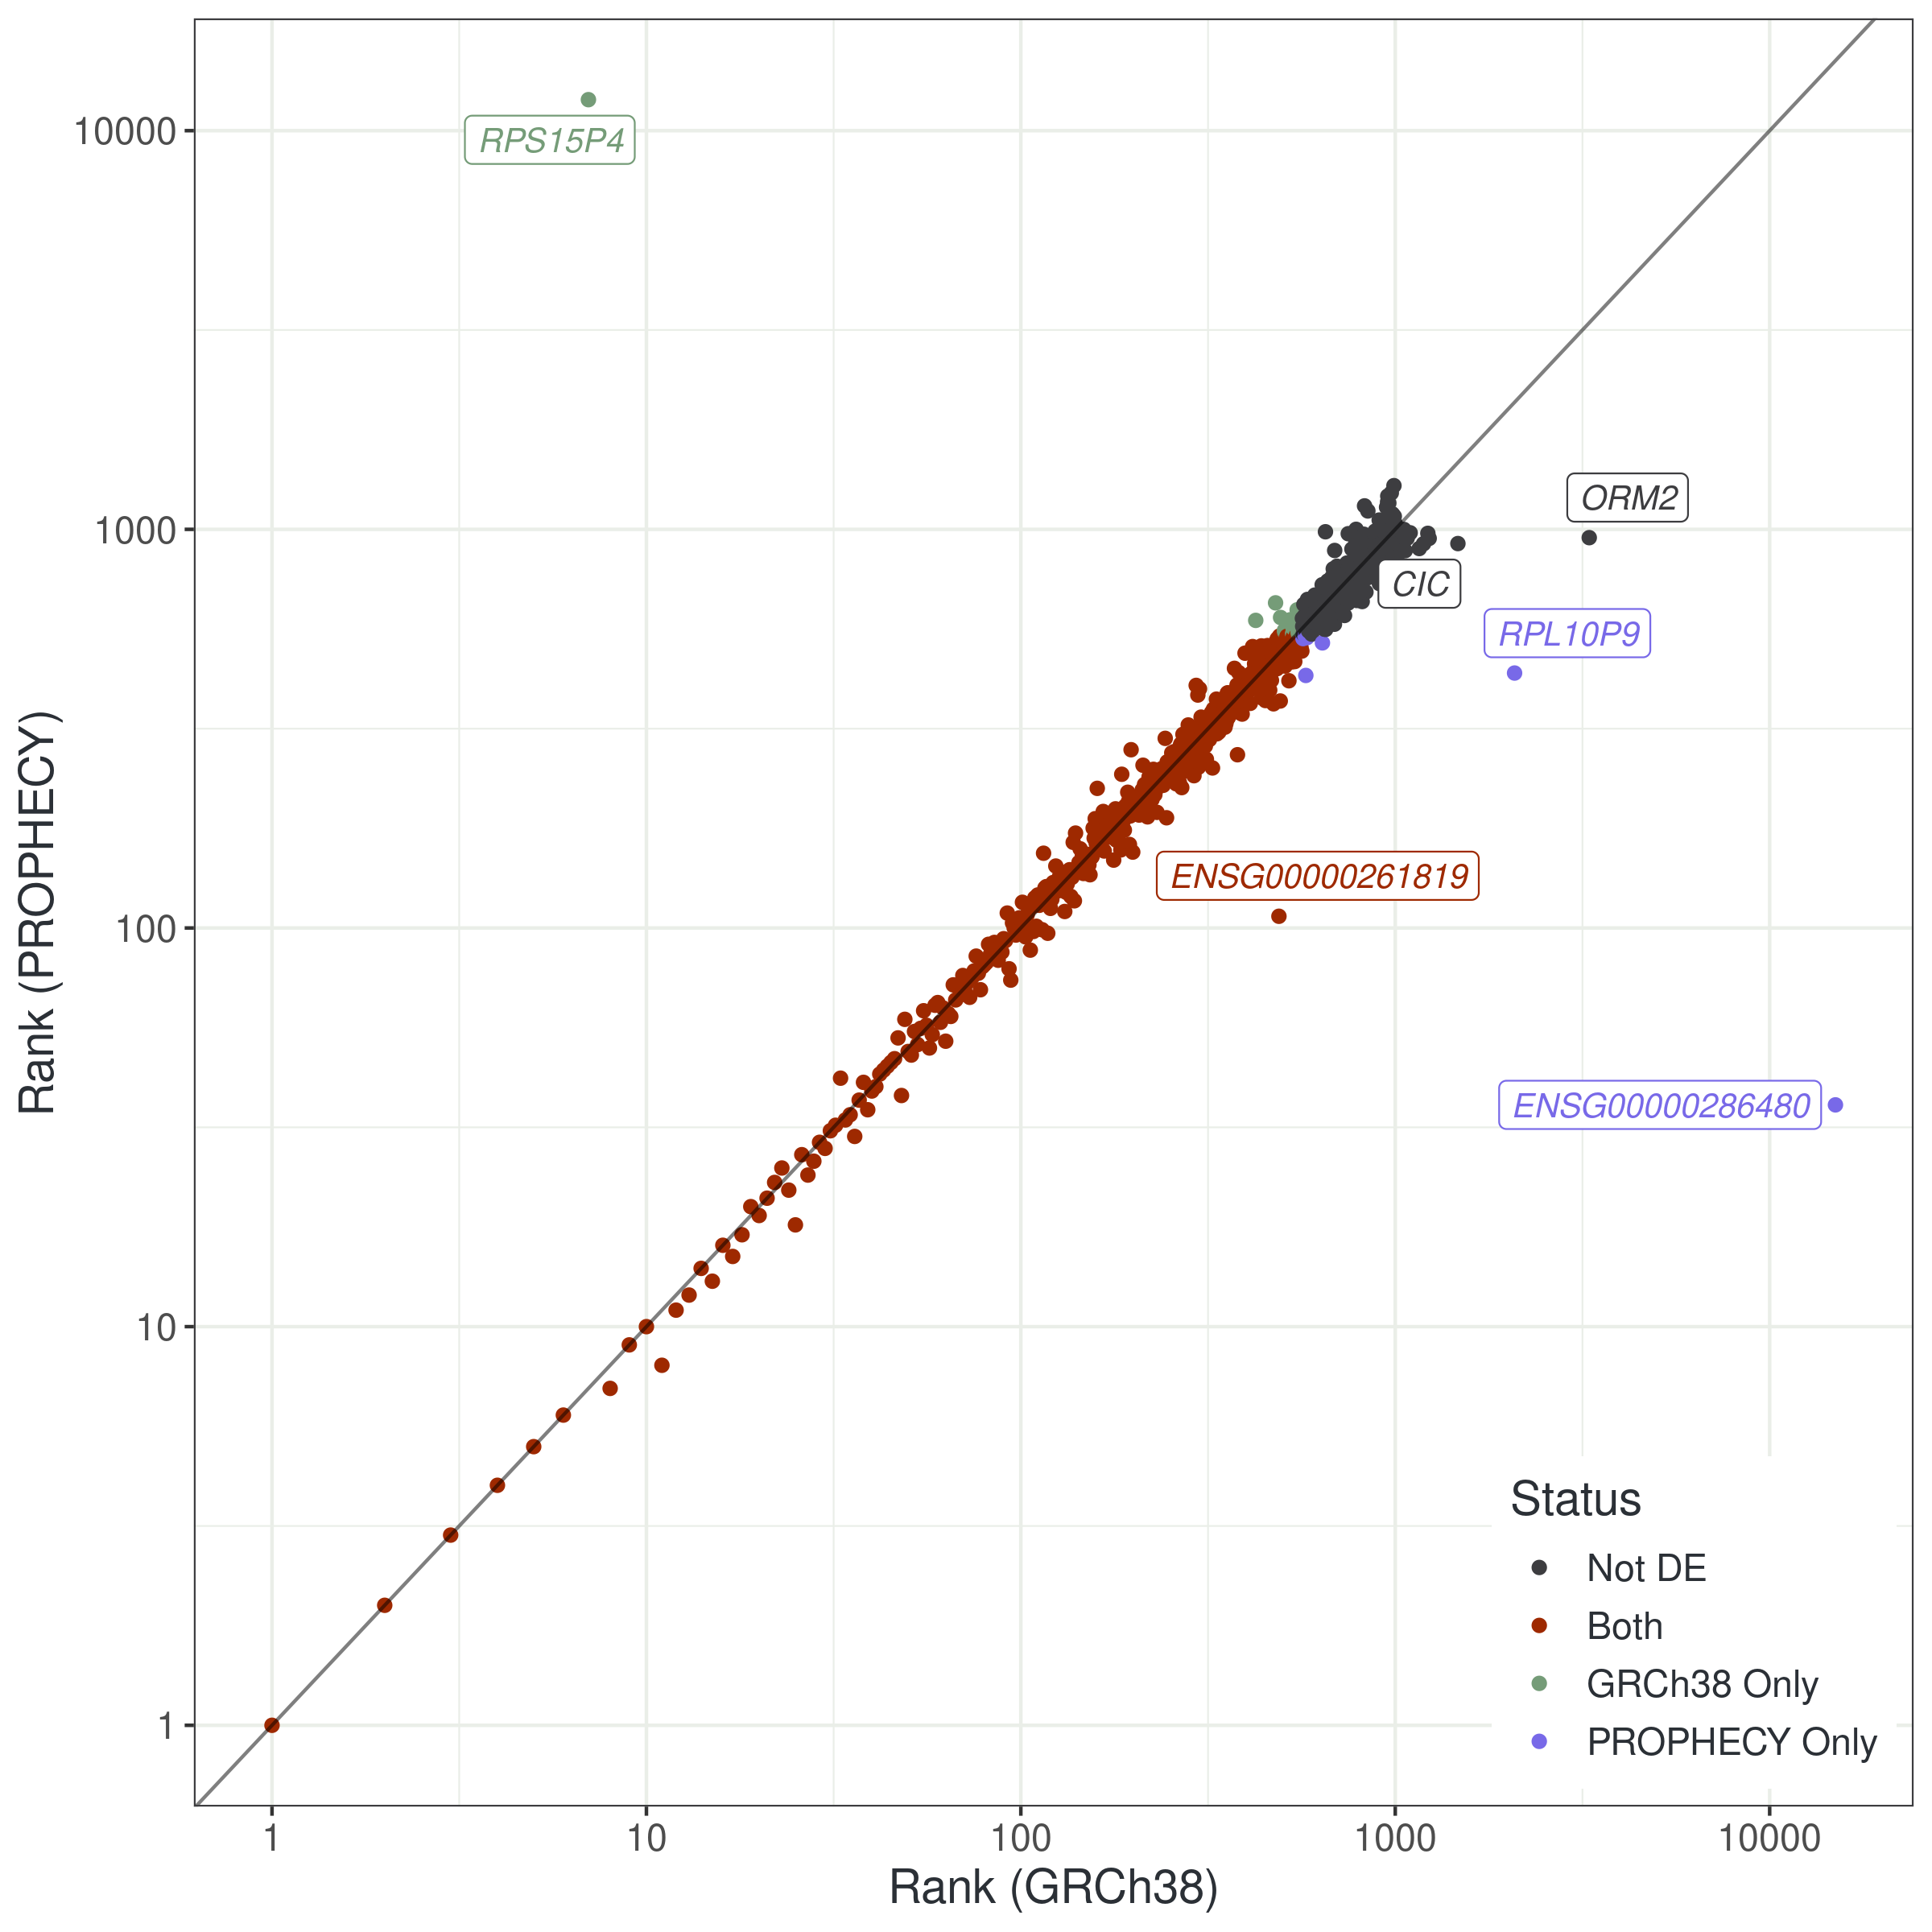 RPS15P4
10000
ORM2
1000
CIC
RPL10P9
ENSG00000261819
100
ENSG00000286480
10
1
Rank (PROPHECY)
Status
Not DE
Both
GRCh38 Only
PROPHECY Only
1 10 100 1000 10000
Rank (GRCh38)